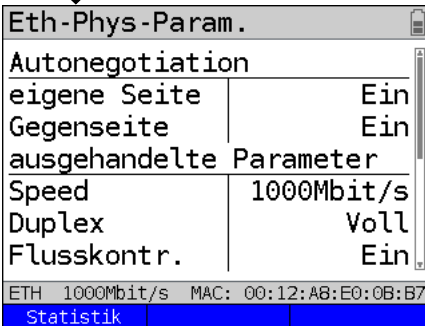 Eth-Phys-Param.
Autonegotiation
eigene Seite Ein
Gegenseite Ein
ausgehandelte Parameter
Speed 1000Mbit/s
Duplex Voll
Flusskontr. Ein
ETH 1000Mbit/s MAC: 00:12:A8:E0:0B:B7
Statistik